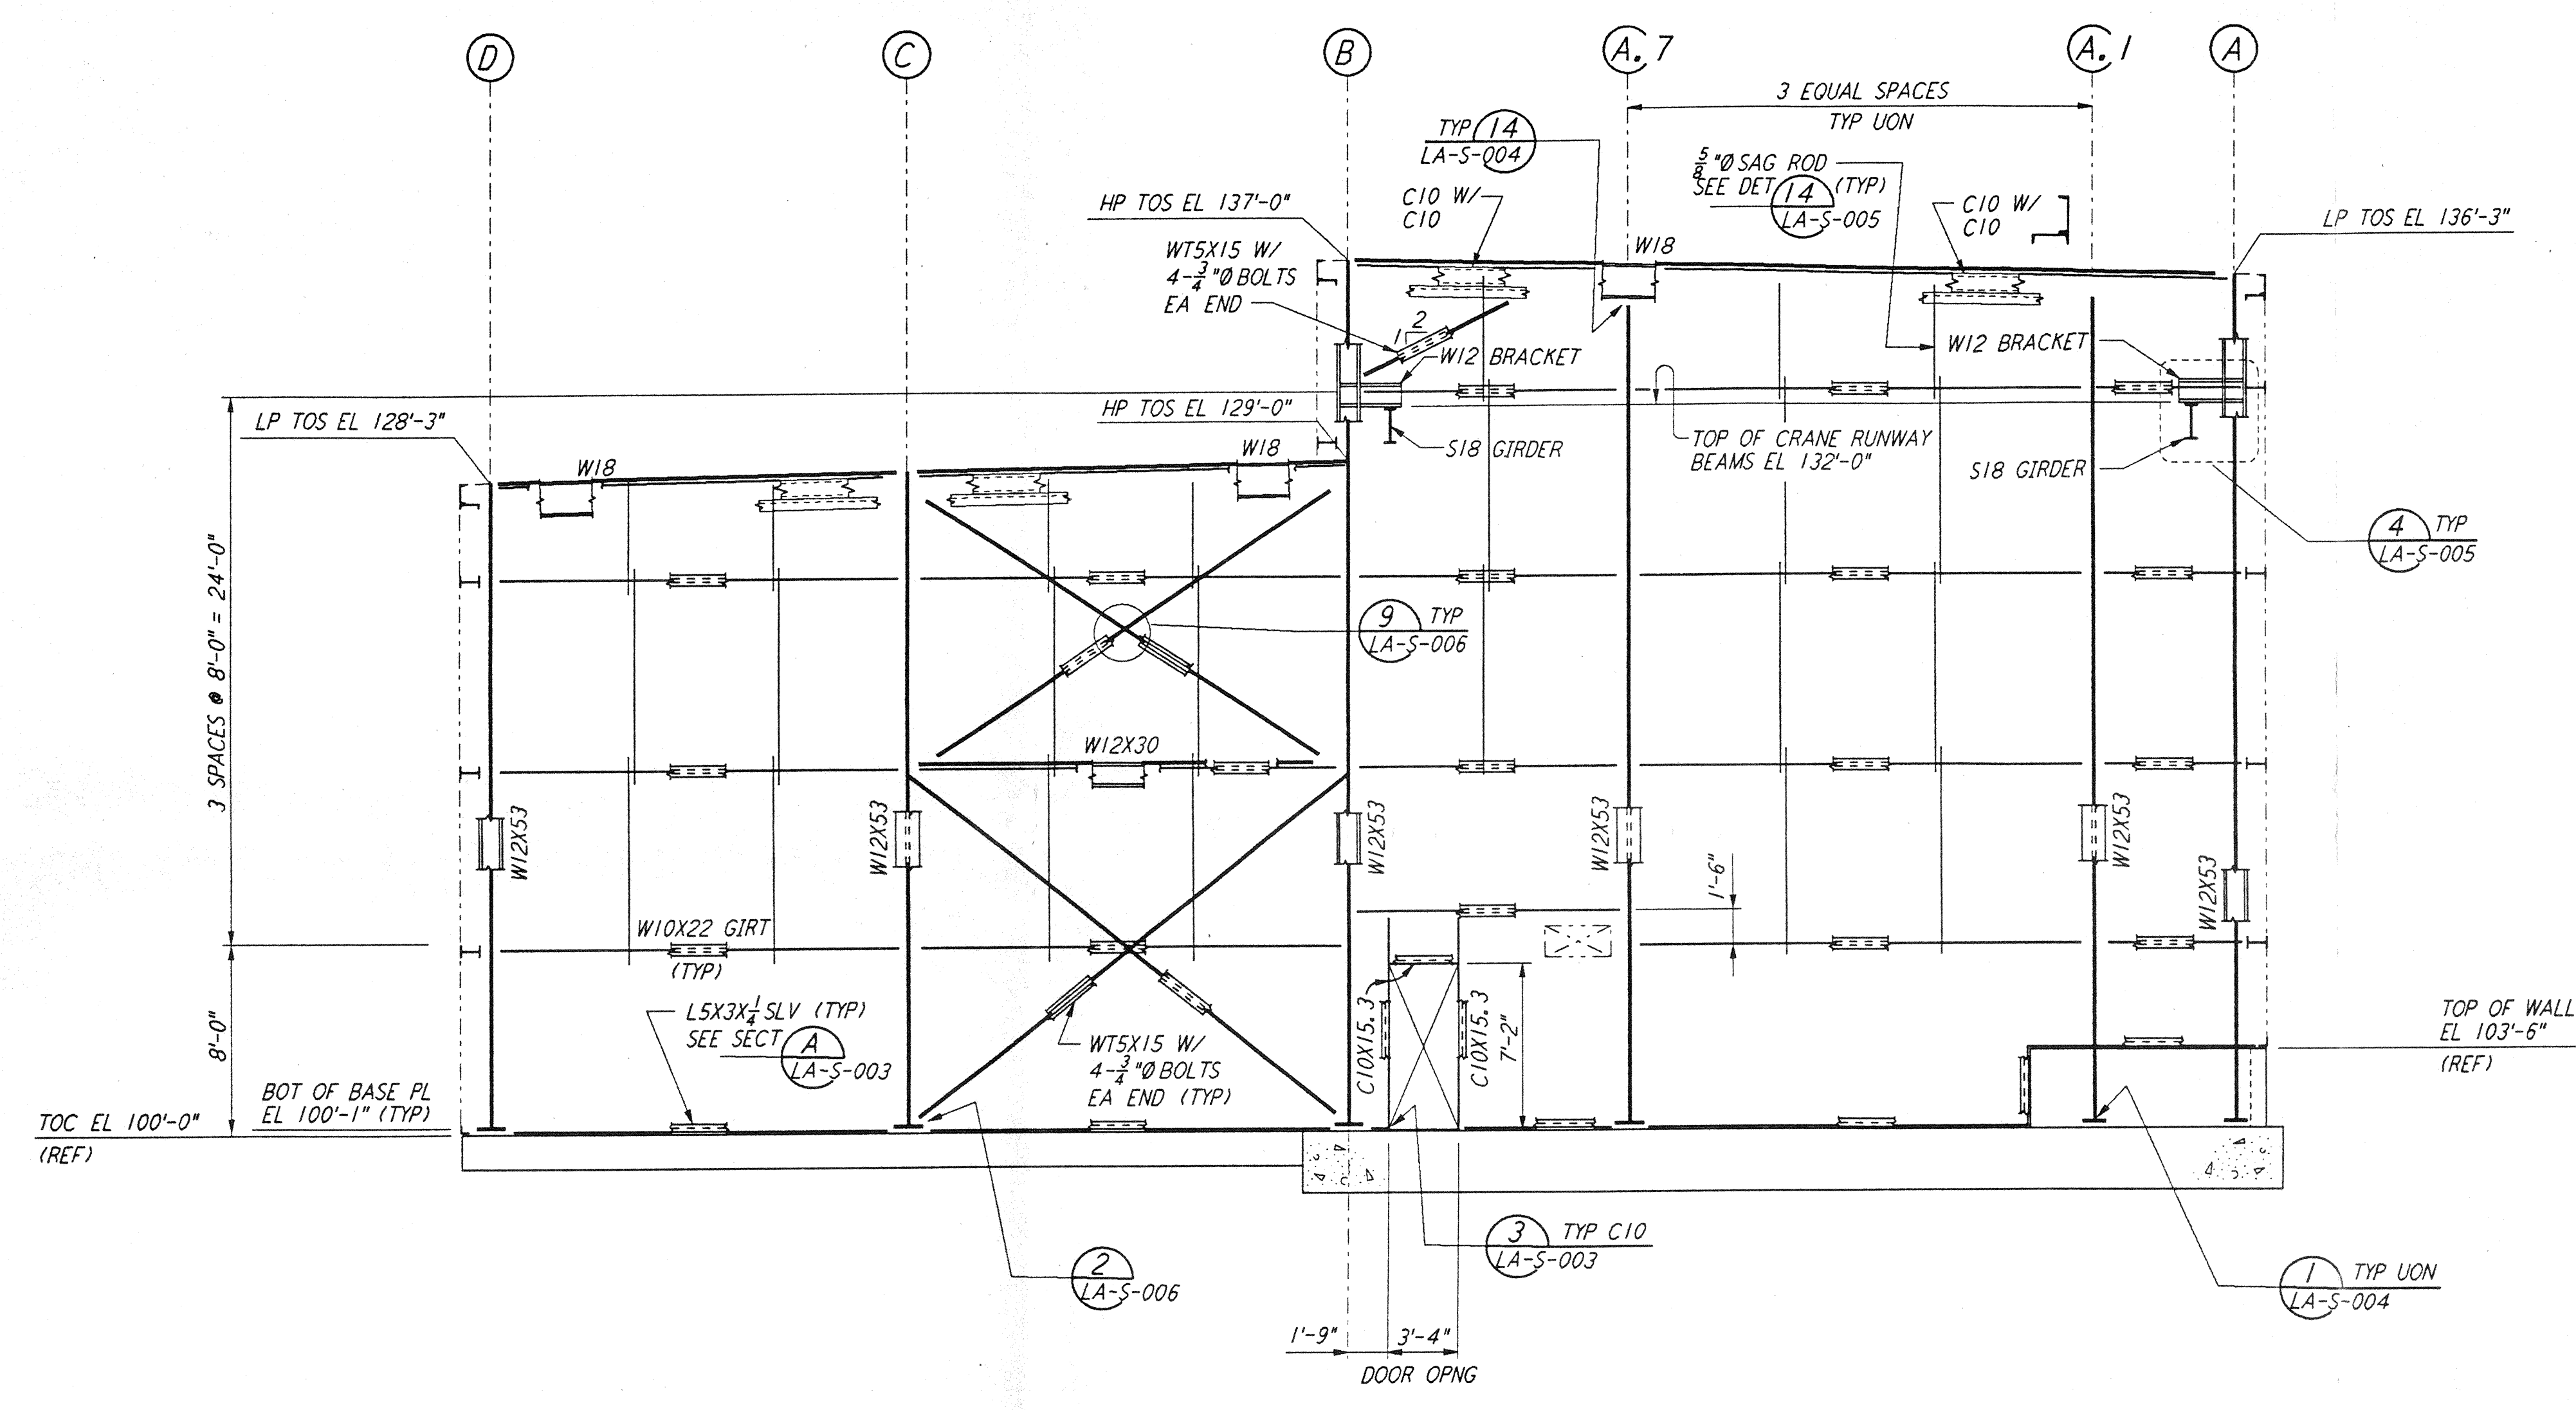 D
C
B
A.7
A.1
A
3 EQUAL SPACES
TYP UON
TYP 14
LA-S-004
5/8"Ø SAG ROD
SEE DET 14 (TYP)
LA-S-005
HP TOS EL 137'-0"
C10 W/
C10
C10 W/
C10
LP TOS EL 136'-3"
WT5X15 W/
4-3/4"Ø BOLTS
EA END
W18
1
2
W12 BRACKET
W12 BRACKET
LP TOS EL 128'-3"
HP TOS EL 129'-0"
W18
W18
S18 GIRDER
TOP OF CRANE RUNWAY
BEAMS EL 132'-0"
S18 GIRDER
4 TYP
LA-S-005
3 SPACES @ 8'-0" = 24'-0"
9 TYP
LA-S-006
W12X30
W12X53
W12X53
W12X53
W12X53
W12X53
W12X53
1'-6"
W10X22 GIRT
(TYP)
8'-0"
L5X3X1/4 SLV (TYP)
SEE SECT A
LA-S-003
WT5X15 W/
4-3/4"Ø BOLTS
EA END (TYP)
C10X15.3
C10X15.3
7'-2"
TOP OF WALL
EL 103'-6"
(REF)
BOT OF BASE PL
EL 100'-1" (TYP)
TOC EL 100'-0"
(REF)
2
LA-S-006
3 TYP C10
LA-S-003
1 TYP UON
LA-S-004
1'-9"
3'-4"
DOOR OPNG